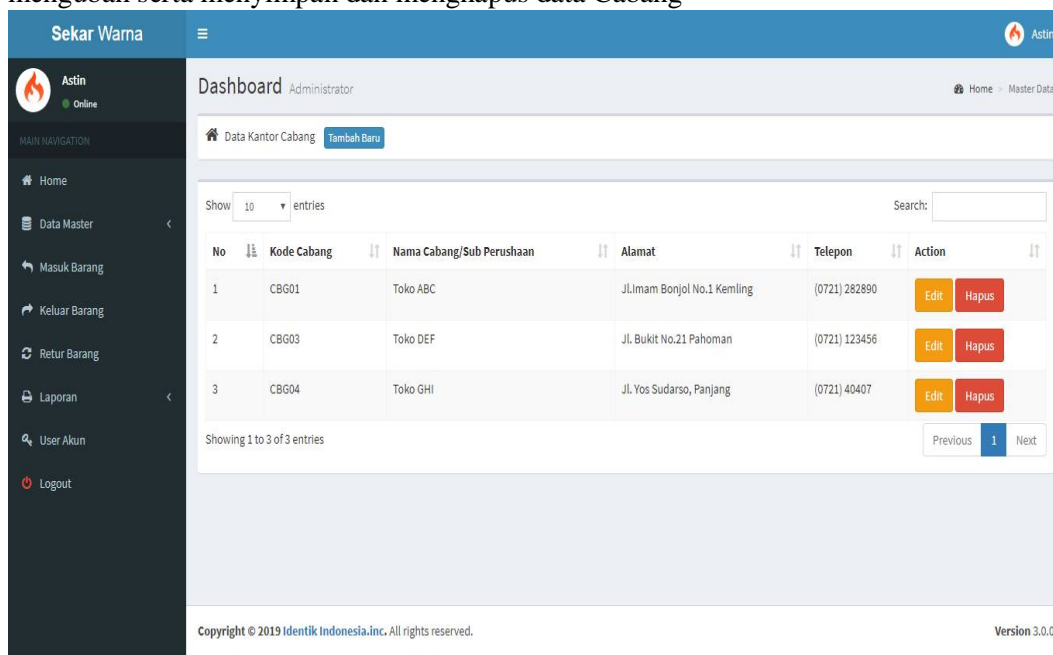 mengubah serta menyimpan dan menghapus data Cabang
Sekar Warna
Astin
Astin
Online
Dashboard Administrator
Home > Master Data
MAIN NAVIGATION
Data Kantor Cabang Tambah Baru
Home
Data Master
Masuk Barang
Keluar Barang
Retur Barang
Laporan
User Akun
Logout
Show 10 entries
Search:
No Kode Cabang Nama Cabang/Sub Perushaan Alamat Telepon Action
1 CBG01 Toko ABC Jl.Imam Bonjol No.1 Kemling (0721) 282890 Edit Hapus
2 CBG03 Toko DEF Jl. Bukit No.21 Pahoman (0721) 123456 Edit Hapus
3 CBG04 Toko GHI Jl. Yos Sudarso, Panjang (0721) 40407 Edit Hapus
Showing 1 to 3 of 3 entries
Previous 1 Next
Copyright © 2019 Identik Indonesia.inc. All rights reserved.
Version 3.0.0